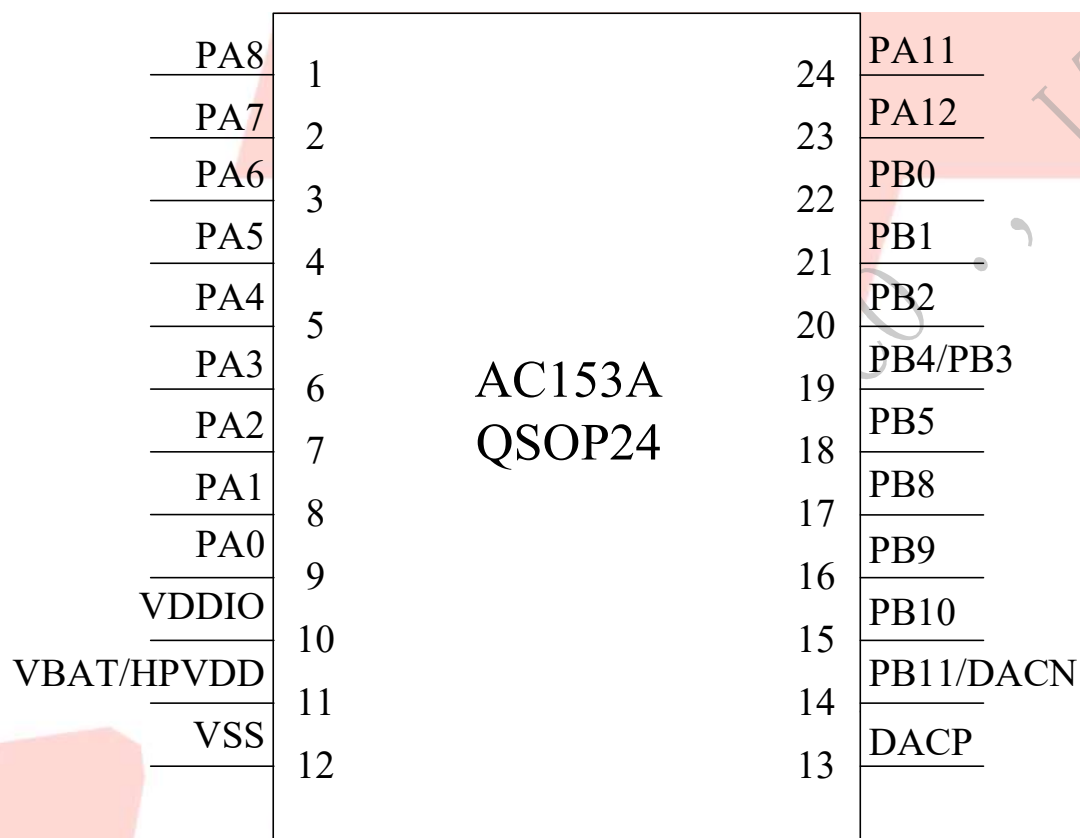 PA8 1 24 PA11
PA7 2 23 PA12
PA6 3 22 PB0
PA5 4 21 PB1
PA4 5 20 PB2
PA3 6 19 PB4/PB3
AC153A
PA2 7 18 PB5
QSOP24
PA1 8 17 PB8
PA0 9 16 PB9
VDDIO 10 15 PB10
VBAT/HPVDD 11 14 PB11/DACN
VSS 12 13 DACP